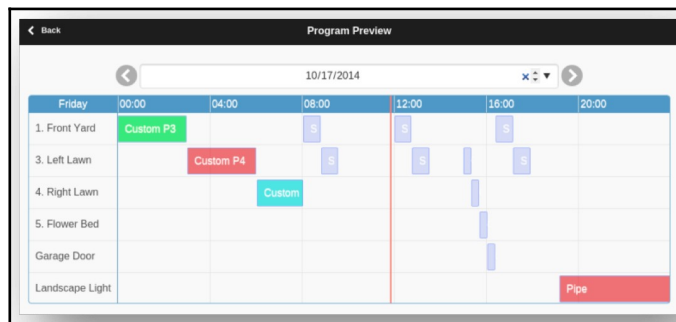 Back
Program Preview
10/17/2014
Friday 00:00 04:00 08:00 12:00 16:00 20:00
1. Front Yard Custom P3 S S S
3. Left Lawn Custom P4 S S S
4. Right Lawn Custom
5. Flower Bed
Garage Door
Landscape Light Pipe